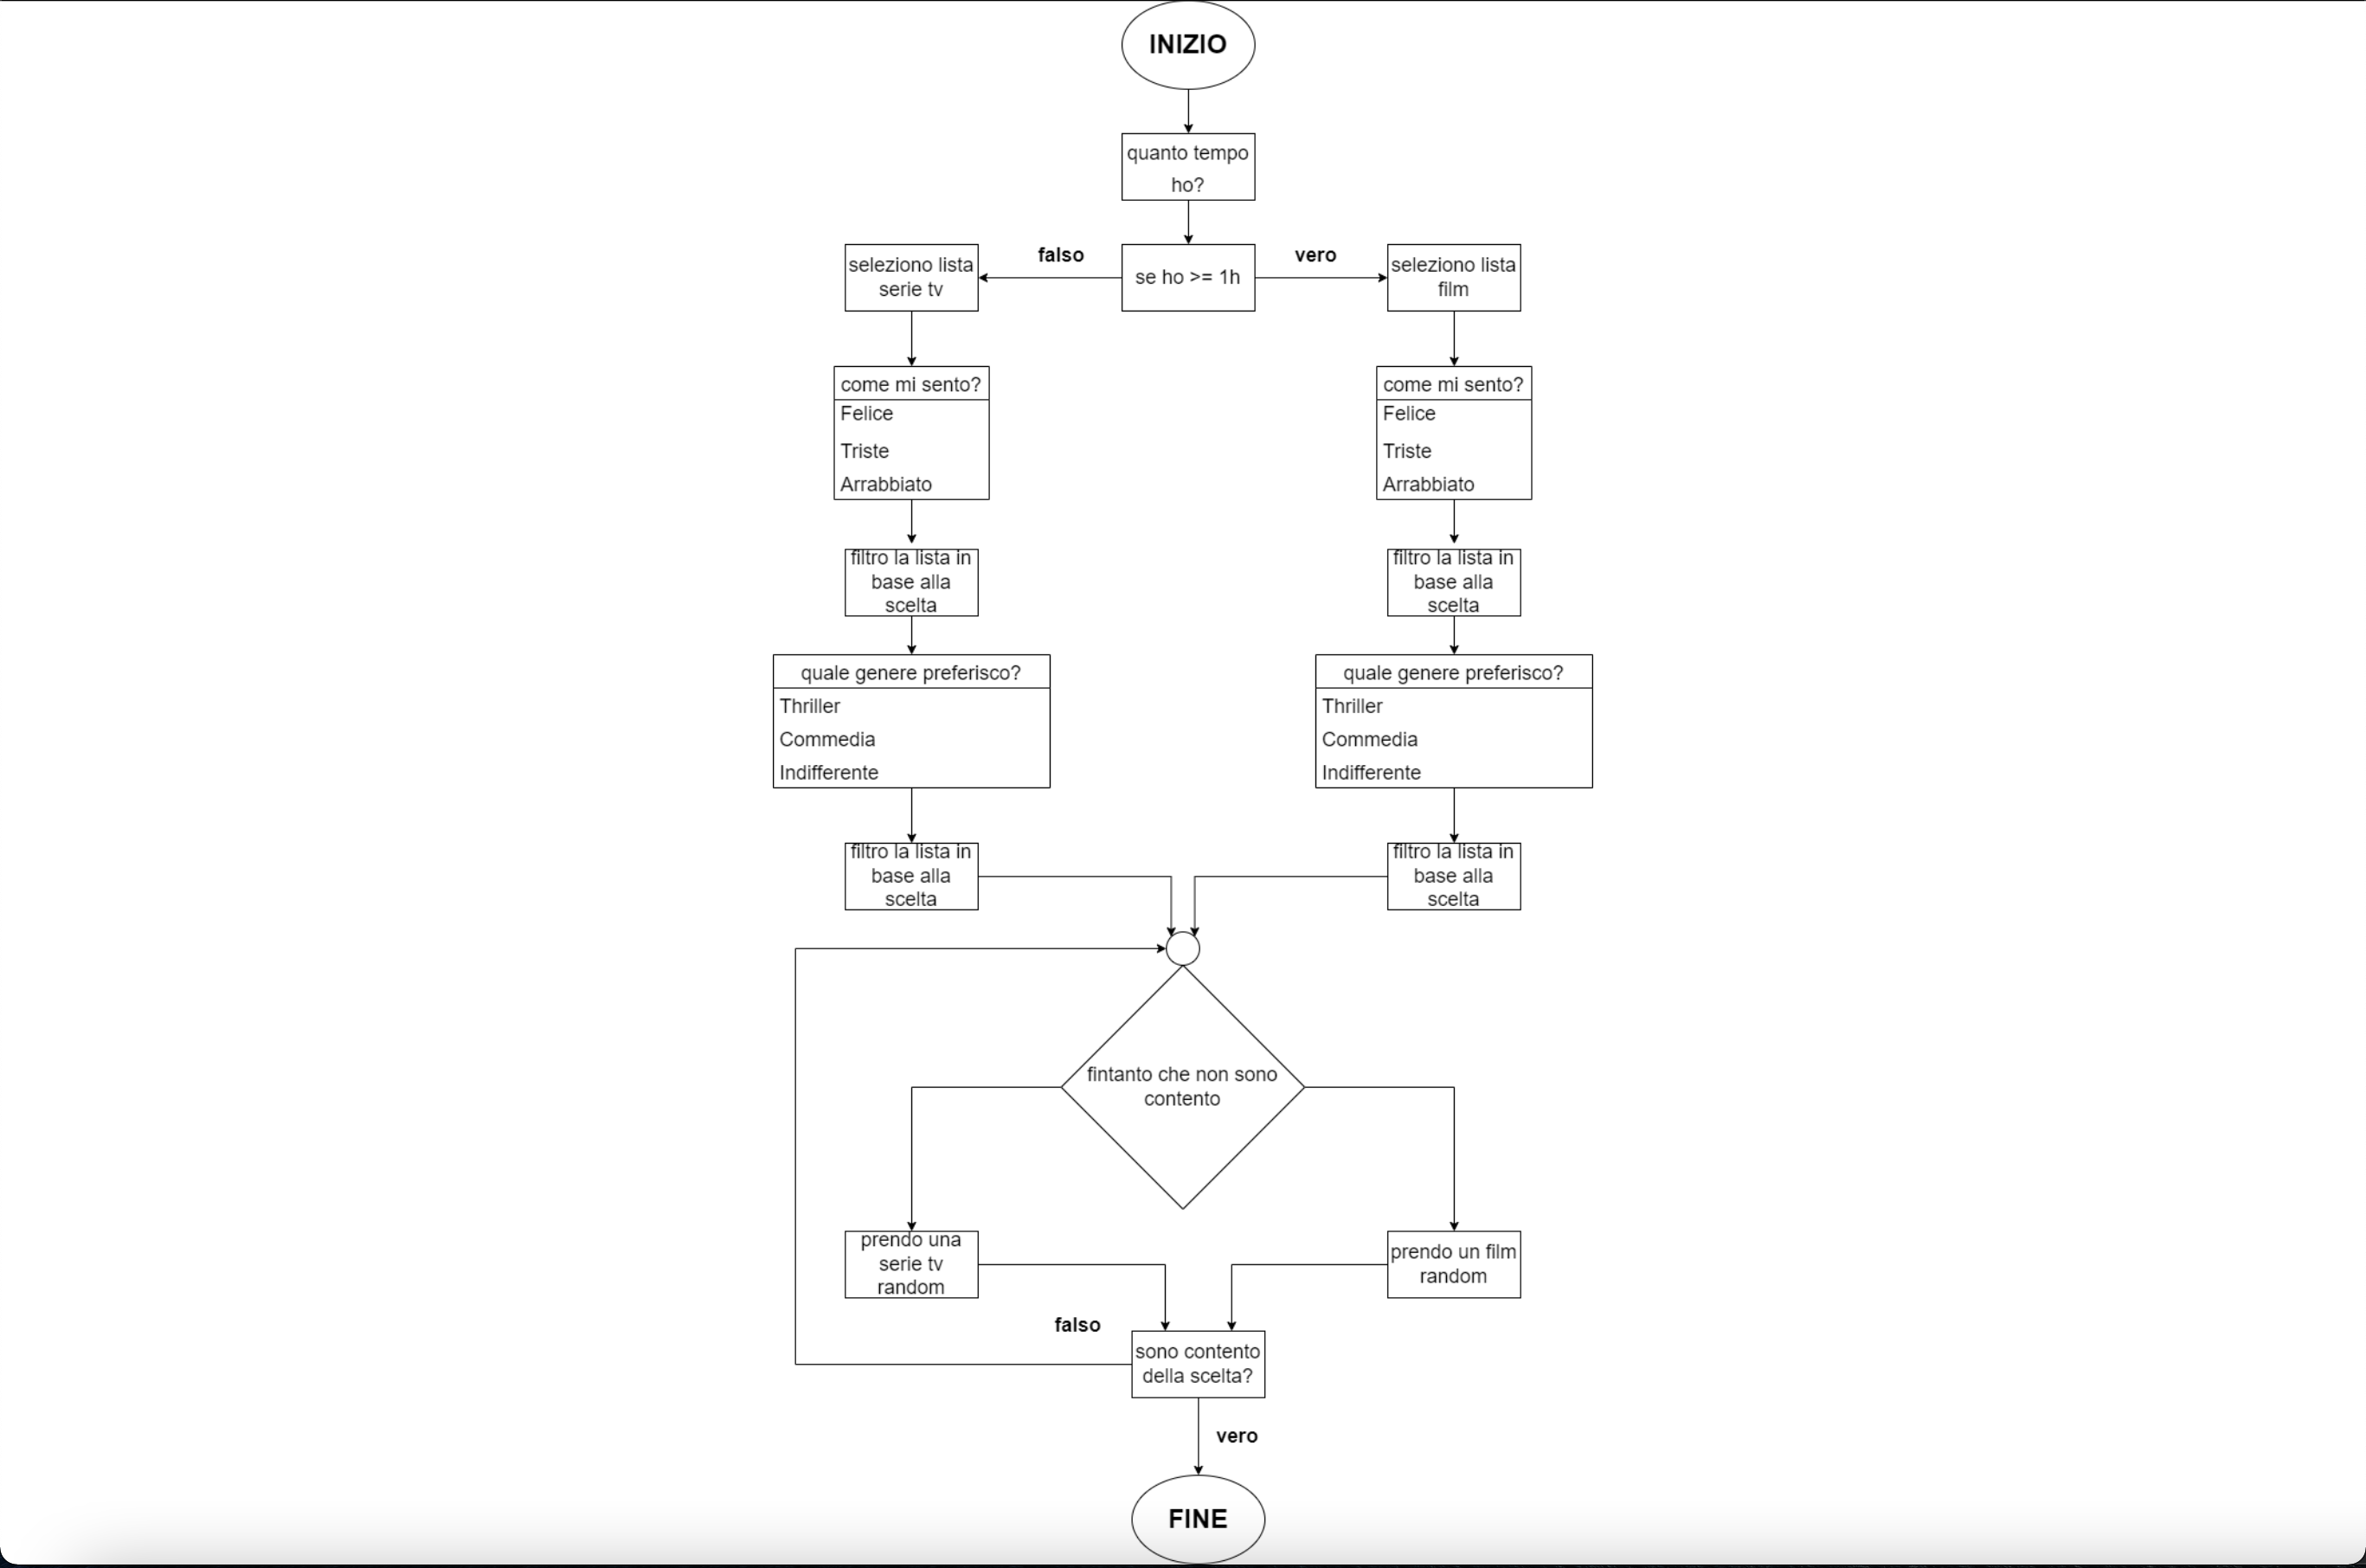 INIZIO
quanto tempo
ho?
falso
vero
seleziono lista
serie tv
se ho >= 1h
seleziono lista
film
come mi sento?
Felice
Triste
Arrabbiato
come mi sento?
Felice
Triste
Arrabbiato
filtro la lista in
base alla
scelta
filtro la lista in
base alla
scelta
quale genere preferisco?
Thriller
Commedia
Indifferente
quale genere preferisco?
Thriller
Commedia
Indifferente
filtro la lista in
base alla
scelta
filtro la lista in
base alla
scelta
fintanto che non sono
contento
prendo una
serie tv
random
prendo un film
random
falso
sono contento
della scelta?
vero
FINE